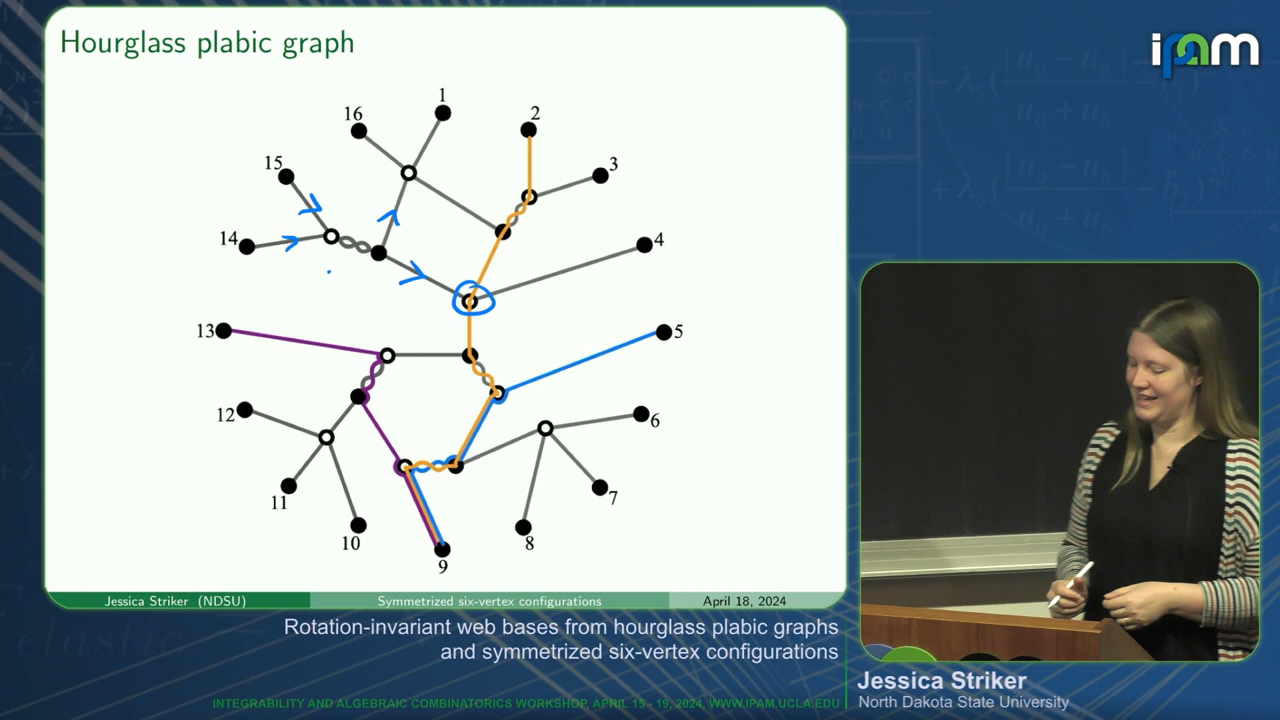 Hourglass plabic graph
ipam
1
16
2
15
3
14
4
13
5
12
6
11
7
10
8
9
Jessica Striker (NDSU) Symmetrized six-vertex configurations April 18, 2024
Rotation-invariant web bases from hourglass plabic graphs
and symmetrized six-vertex configurations
Jessica Striker
North Dakota State University
INTEGRABILITY AND ALGEBRAIC COMBINATORICS WORKSHOP, APRIL 15 - 19, 2024, WWW.IPAM.UCLA.EDU